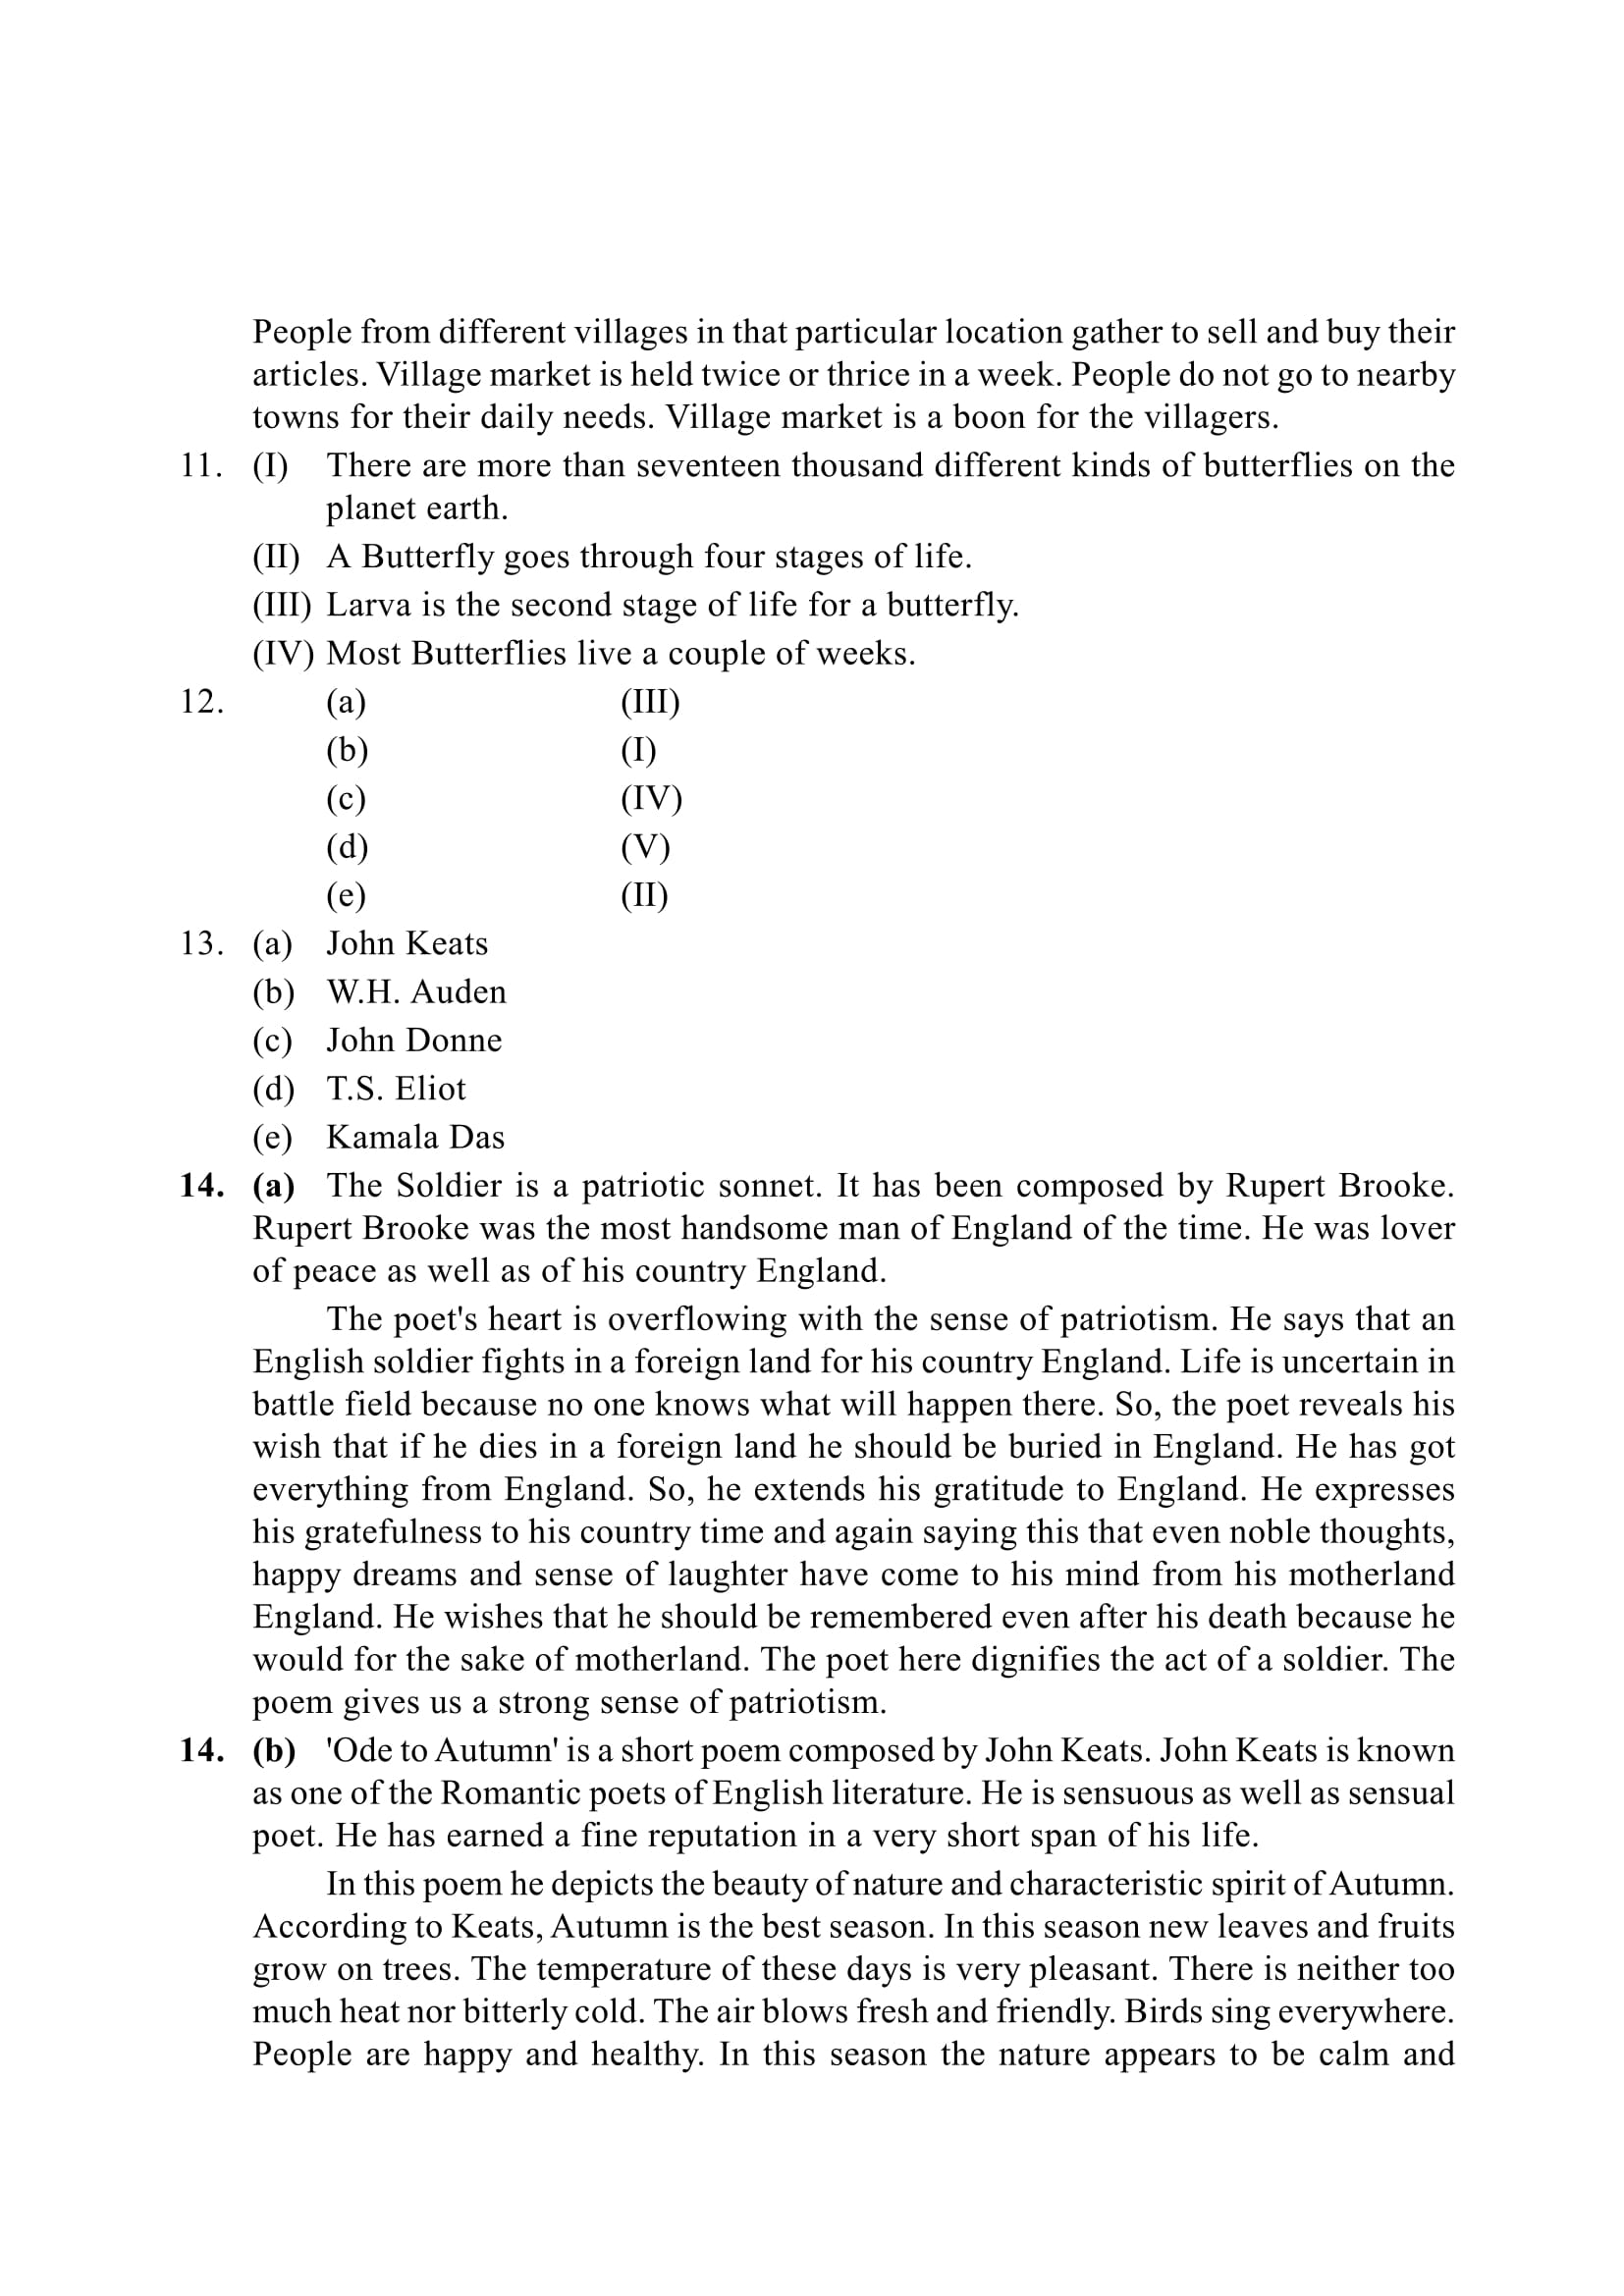 People from different villages in that particular location gather to sell and buy their
articles. Village market is held twice or thrice in a week. People do not go to nearby
towns for their daily needs. Village market is a boon for the villagers.
11. (I) There are more than seventeen thousand different kinds of butterflies on the
planet earth.
(II) A Butterfly goes through four stages of life.
(III) Larva is the second stage of life for a butterfly.
(IV) Most Butterflies live a couple of weeks.
12. (a) (III)
(b) (I)
(c) (IV)
(d) (V)
(e) (II)
13. (a) John Keats
(b) W.H. Auden
(c) John Donne
(d) T.S. Eliot
(e) Kamala Das
14. (a) The Soldier is a patriotic sonnet. It has been composed by Rupert Brooke.
Rupert Brooke was the most handsome man of England of the time. He was lover
of peace as well as of his country England.
The poet's heart is overflowing with the sense of patriotism. He says that an
English soldier fights in a foreign land for his country England. Life is uncertain in
battle field because no one knows what will happen there. So, the poet reveals his
wish that if he dies in a foreign land he should be buried in England. He has got
everything from England. So, he extends his gratitude to England. He expresses
his gratefulness to his country time and again saying this that even noble thoughts,
happy dreams and sense of laughter have come to his mind from his motherland
England. He wishes that he should be remembered even after his death because he
would for the sake of motherland. The poet here dignifies the act of a soldier. The
poem gives us a strong sense of patriotism.
14. (b) 'Ode to Autumn' is a short poem composed by John Keats. John Keats is known
as one of the Romantic poets of English literature. He is sensuous as well as sensual
poet. He has earned a fine reputation in a very short span of his life.
In this poem he depicts the beauty of nature and characteristic spirit of Autumn.
According to Keats, Autumn is the best season. In this season new leaves and fruits
grow on trees. The temperature of these days is very pleasant. There is neither too
much heat nor bitterly cold. The air blows fresh and friendly. Birds sing everywhere.
People are happy and healthy. In this season the nature appears to be calm and